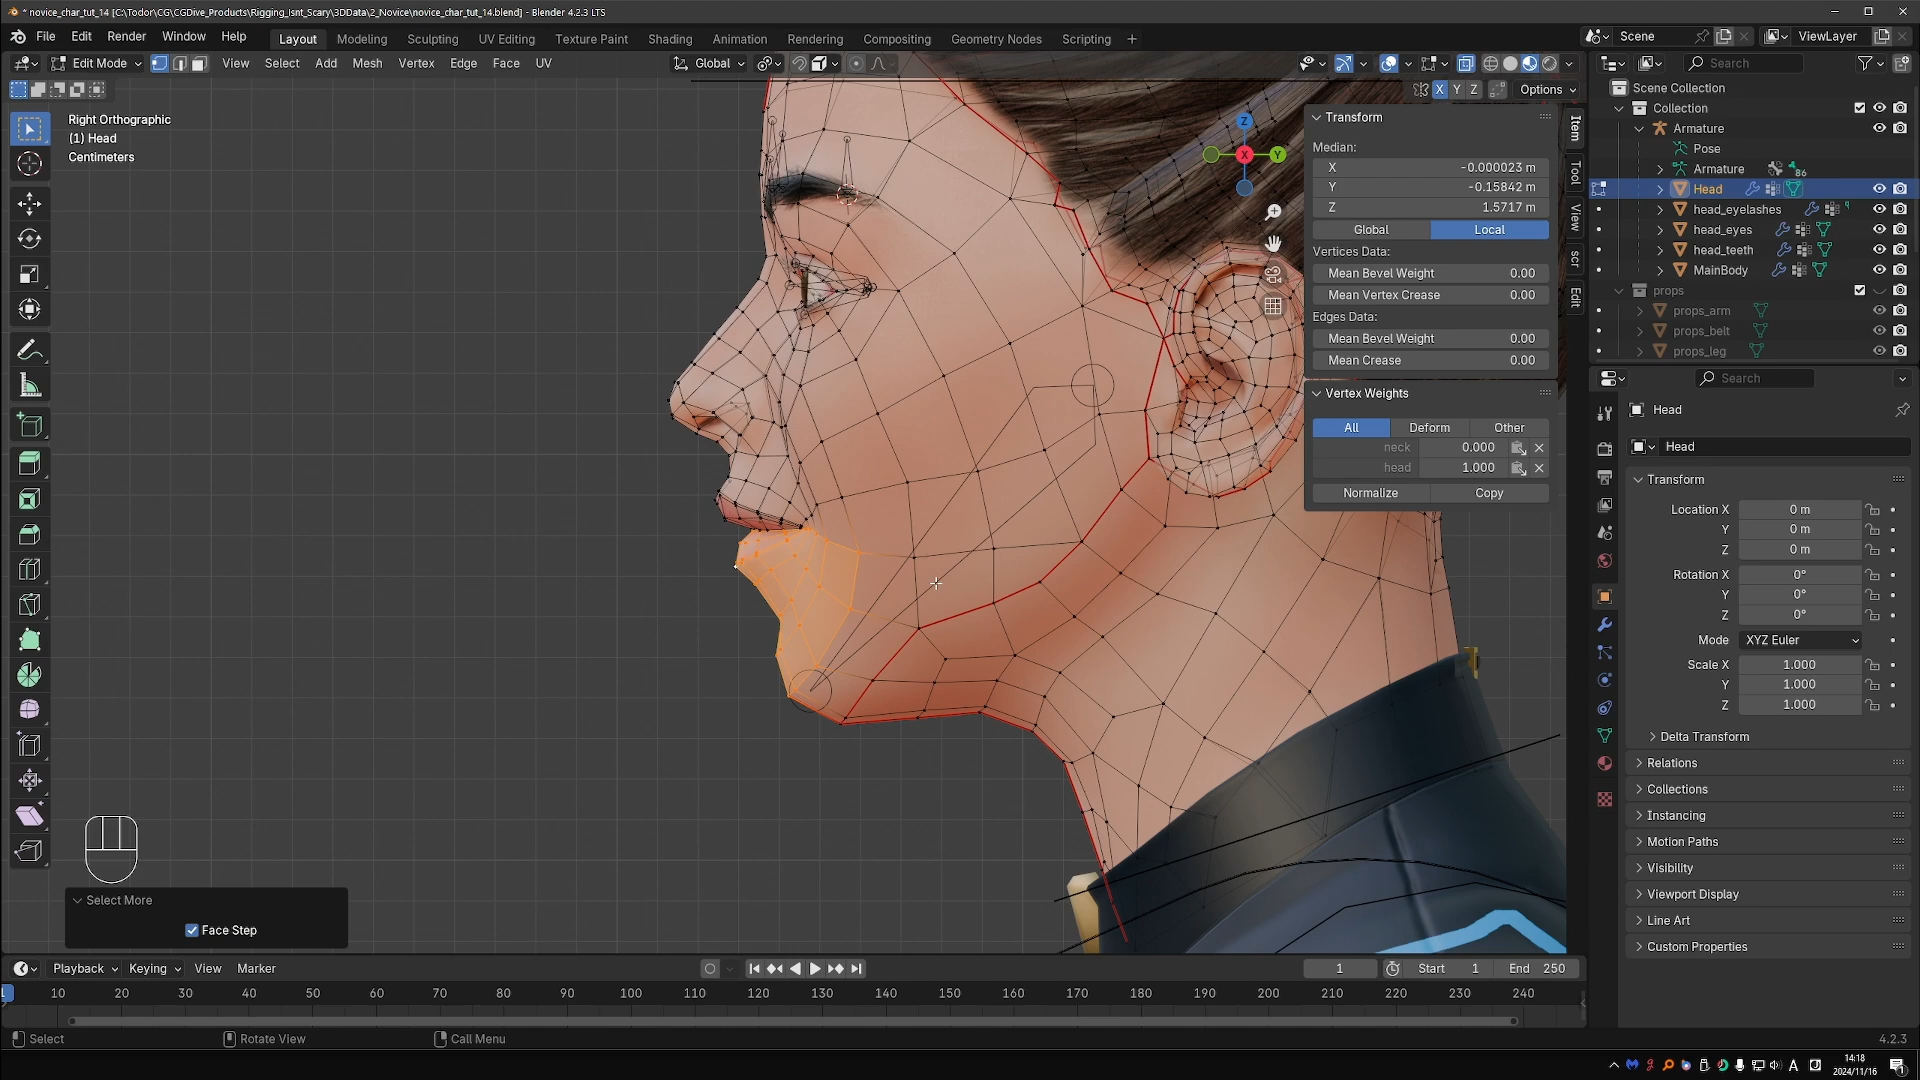 * novice_char_tut_14 [C:\Todor\CG\CGDive_Products\Rigging_Isnt_Scary\3DData\2_Novice\novice_char_tut_14.blend] - Blender 4.2.3 LTS
File Edit Render Window Help Layout Modeling Sculpting UV Editing Texture Paint Shading Animation Rendering Compositing Geometry Nodes Scripting + Scene ViewLayer
Edit Mode View Select Add Mesh Vertex Edge Face UV Global Search
X Y Z Options
Right Orthographic
(1) Head
Centimeters
Z
X
Y
Transform
Median:
X -0.000023 m
Y -0.15842 m
Z 1.5717 m
Global Local
Vertices Data:
Mean Bevel Weight 0.00
Mean Vertex Crease 0.00
Edges Data:
Mean Bevel Weight 0.00
Mean Crease 0.00
Vertex Weights
All Deform Other
neck 0.000
head 1.000
Normalize Copy
Item
Tool
View
scr
Edit
Scene Collection
Collection
Armature
Pose
Armature 86
Head
head_eyelashes
head_eyes
head_teeth
MainBody
props
props_arm
props_belt
props_leg
Search
Head
Head
Transform
Location X 0 m
Y 0 m
Z 0 m
Rotation X 0°
Y 0°
Z 0°
Mode XYZ Euler
Scale X 1.000
Y 1.000
Z 1.000
Delta Transform
Relations
Collections
Instancing
Motion Paths
Visibility
Viewport Display
Line Art
Custom Properties
Select More
Face Step
Playback Keying View Marker 1 Start 1 End 250
1 10 20 30 40 50 60 70 80 90 100 110 120 130 140 150 160 170 180 190 200 210 220 230 240
Select Rotate View Call Menu 4.2.3
A 14:18
2024/11/16